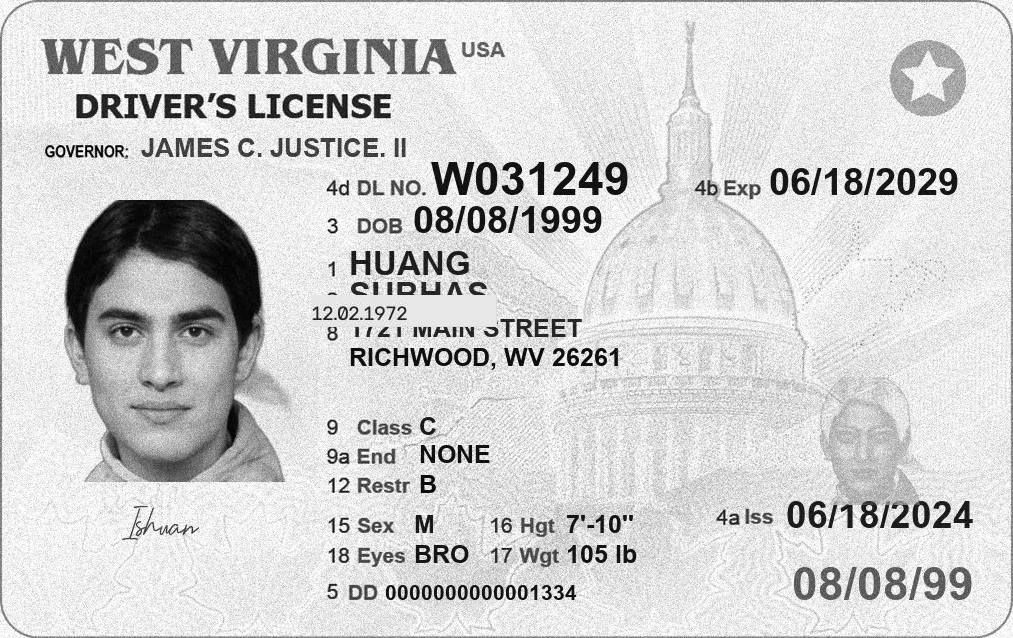 WEST VIRGINIA USA
DRIVER'S LICENSE
GOVERNOR: JAMES C. JUSTICE. II
4d DL NO. W031249 4b Exp 06/18/2029
3 DOB 08/08/1999
1 HUANG
SUBHAS
12.02.1972
8 1721 MAIN STREET
RICHWOOD, WV 26261
9 Class C
9a End NONE
12 Restr B
15 Sex M 16 Hgt 7'-10"
18 Eyes BRO 17 Wgt 105 lb
5 DD 0000000000001334
Ishuan
4a Iss 06/18/2024
08/08/99